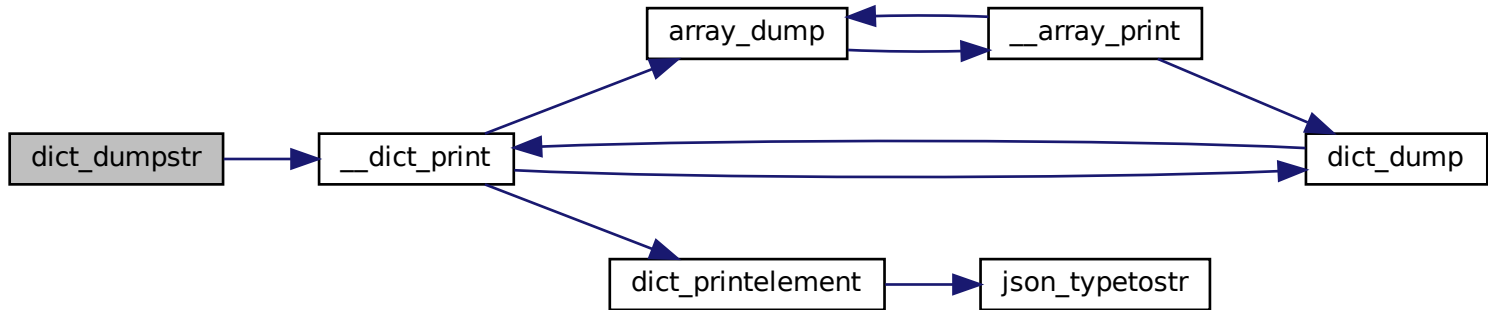 array_dump
__array_print
dict_dumpstr
__dict_print
dict_dump
dict_printelement
json_typetostr